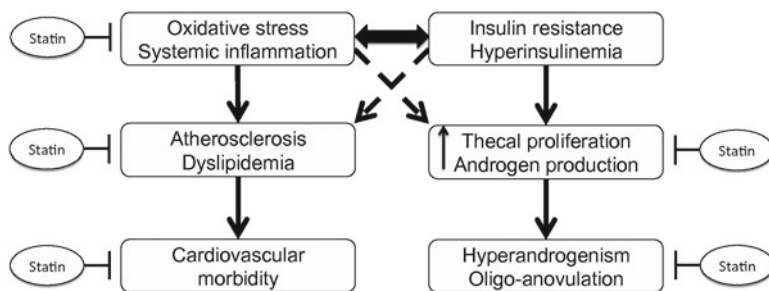 Statin
Oxidative stress
Systemic inflammation
Insulin resistance
Hyperinsulinemia
Statin
Atherosclerosis
Dyslipidemia
Thecal proliferation
Androgen production
Statin
Statin
Cardiovascular
morbidity
Hyperandrogenism
Oligo-anovulation
Statin